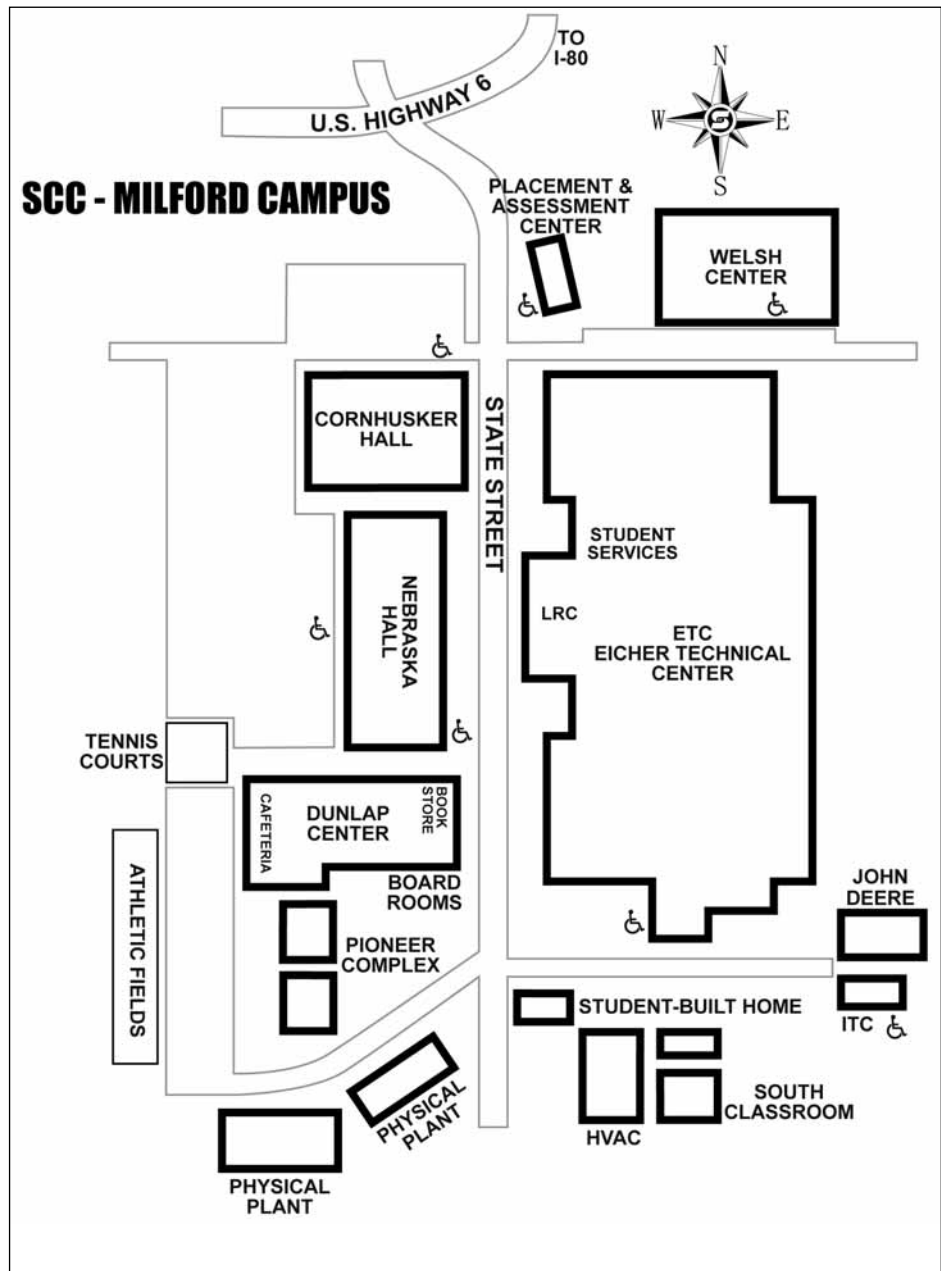 TO
I-80
U.S. HIGHWAY 6
N
W
E
S
SCC - MILFORD CAMPUS
PLACEMENT &
ASSESSMENT
CENTER
WELSH
CENTER
CORNHUSKER
HALL
STATE STREET
STUDENT
SERVICES
NEBRASKA
HALL
LRC
ETC
EICHER TECHNICAL
CENTER
TENNIS
COURTS
CAFETERIA
DUNLAP
CENTER
BOOK
STORE
BOARD
ROOMS
JOHN
DEERE
ATHLETIC FIELDS
PIONEER
COMPLEX
STUDENT-BUILT HOME
ITC
SOUTH
CLASSROOM
HVAC
PHYSICAL
PLANT
PHYSICAL
PLANT